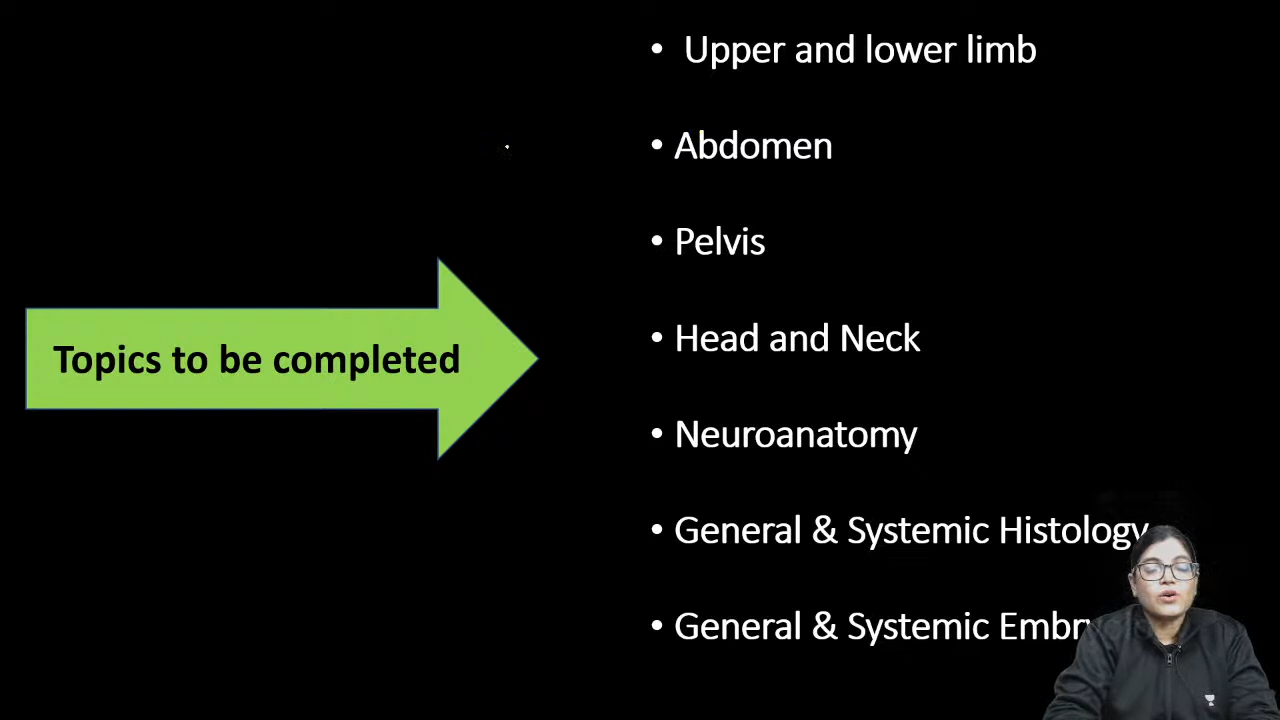 Upper and lower limb
Abdomen
Pelvis
Topics to be completed
Head and Neck
Neuroanatomy
General & Systemic Histology
General & Systemic